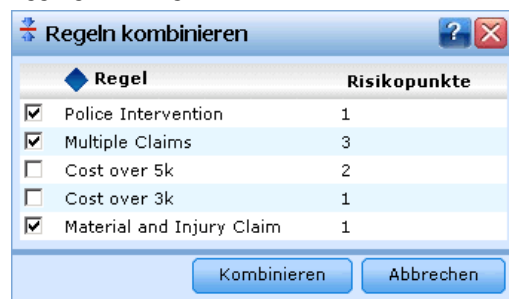 Regeln kombinieren ?
Regel Risikopunkte
Police Intervention 1
Multiple Claims 3
Cost over 5k 2
Cost over 3k 1
Material and Injury Claim 1
Kombinieren Abbrechen